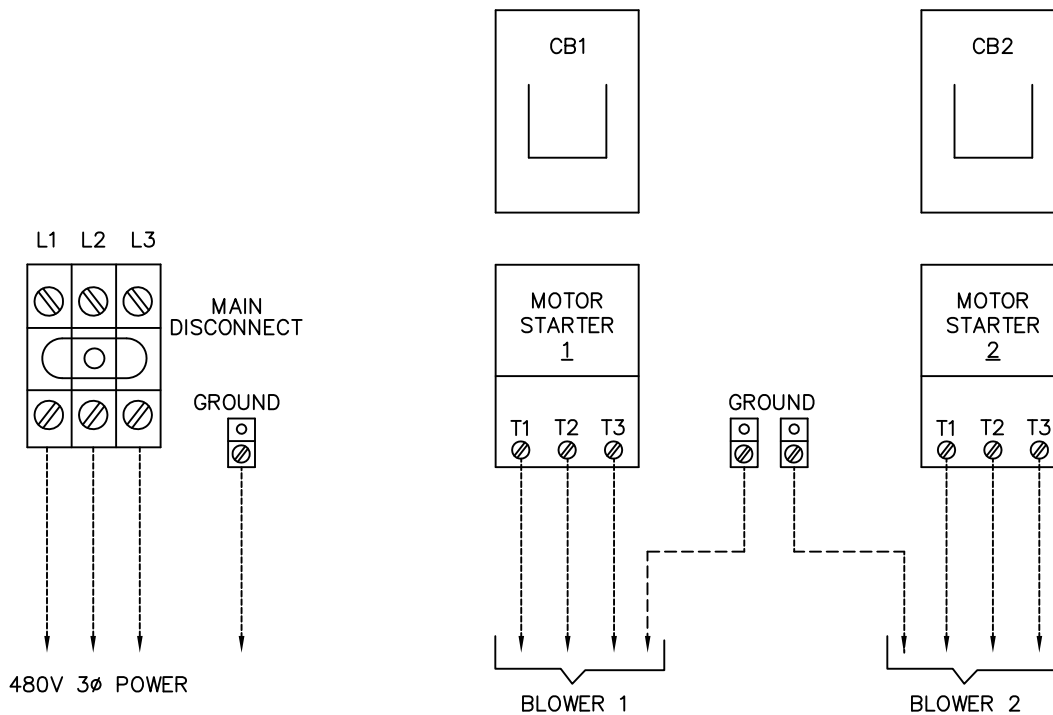 CB1
CB2
L1 L2 L3
MAIN
DISCONNECT
MOTOR
STARTER
1
MOTOR
STARTER
2
GROUND
GROUND
T1 T2 T3
T1 T2 T3
480V 3ø POWER
BLOWER 1
BLOWER 2